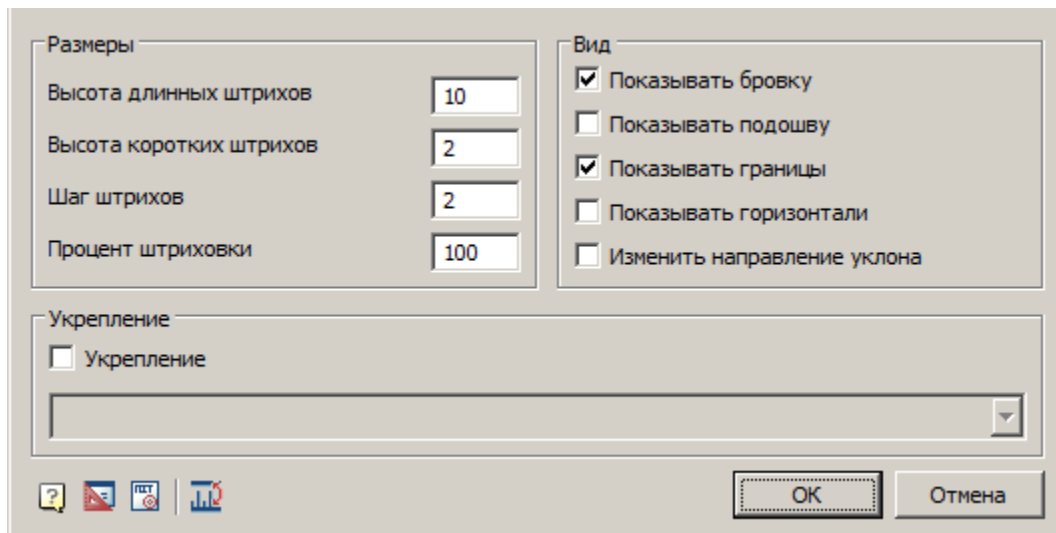 Размеры
Высота длинных штрихов 10
Высота коротких штрихов 2
Шаг штрихов 2
Процент штриховки 100
Вид
Показывать бровку
Показывать подошву
Показывать границы
Показывать горизонтали
Изменить направление уклона
Укрепление
Укрепление
OK
Отмена